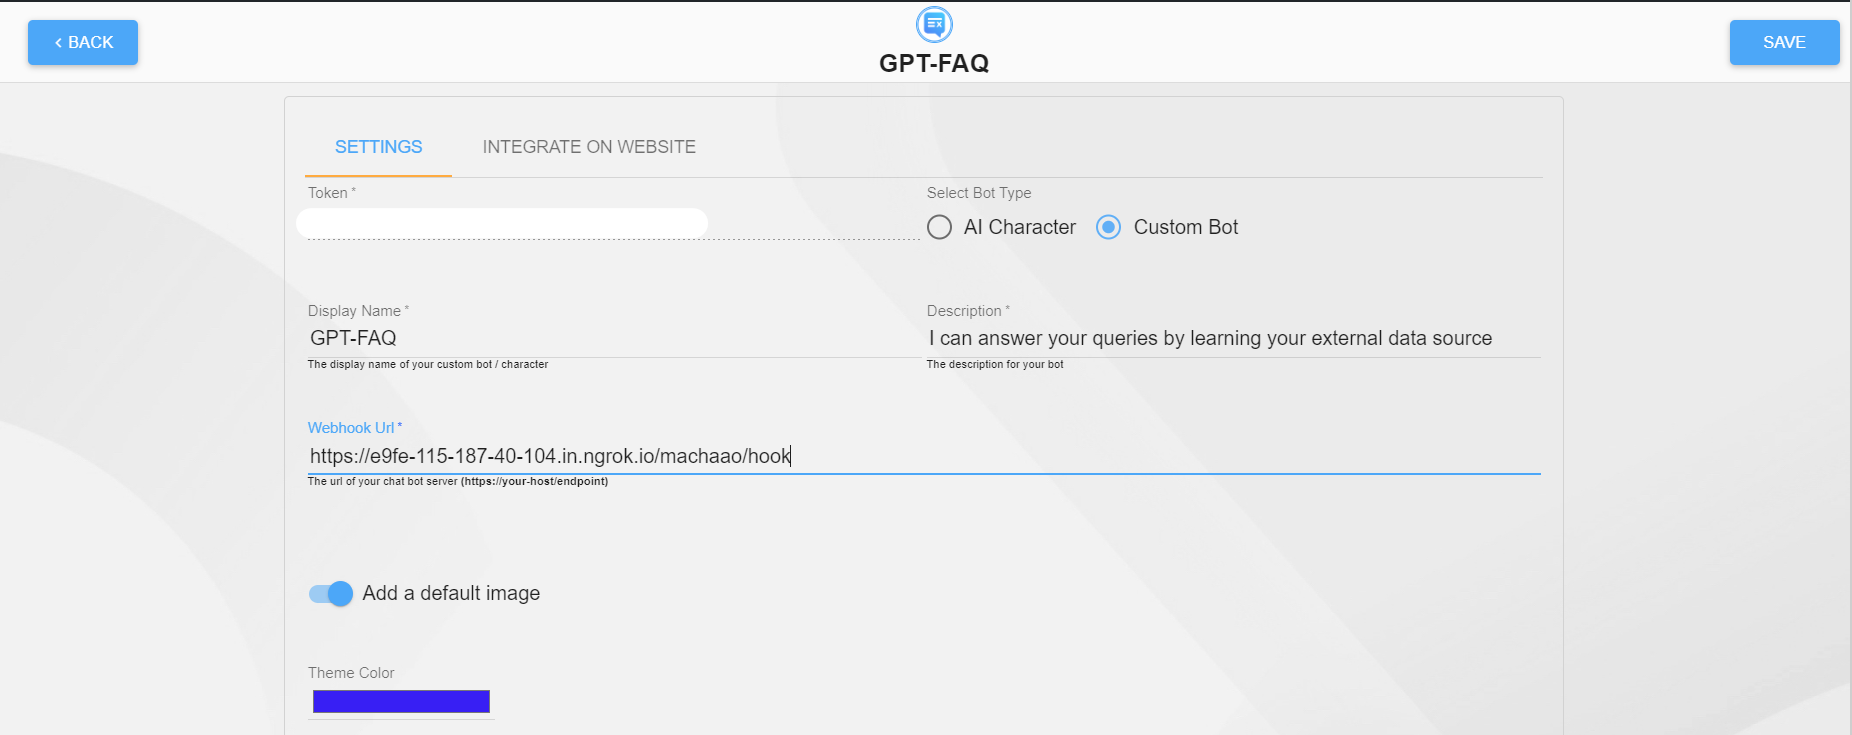 ‹ BACK
GPT-FAQ
SAVE
SETTINGS
INTEGRATE ON WEBSITE
Token *
Select Bot Type
AI Character
Custom Bot
Display Name *
Description *
GPT-FAQ
I can answer your queries by learning your external data source
The display name of your custom bot / character
The description for your bot
Webhook Url *
https://e9fe-115-187-40-104.in.ngrok.io/machaao/hook
The url of your chat bot server (https://your-host/endpoint)
Add a default image
Theme Color